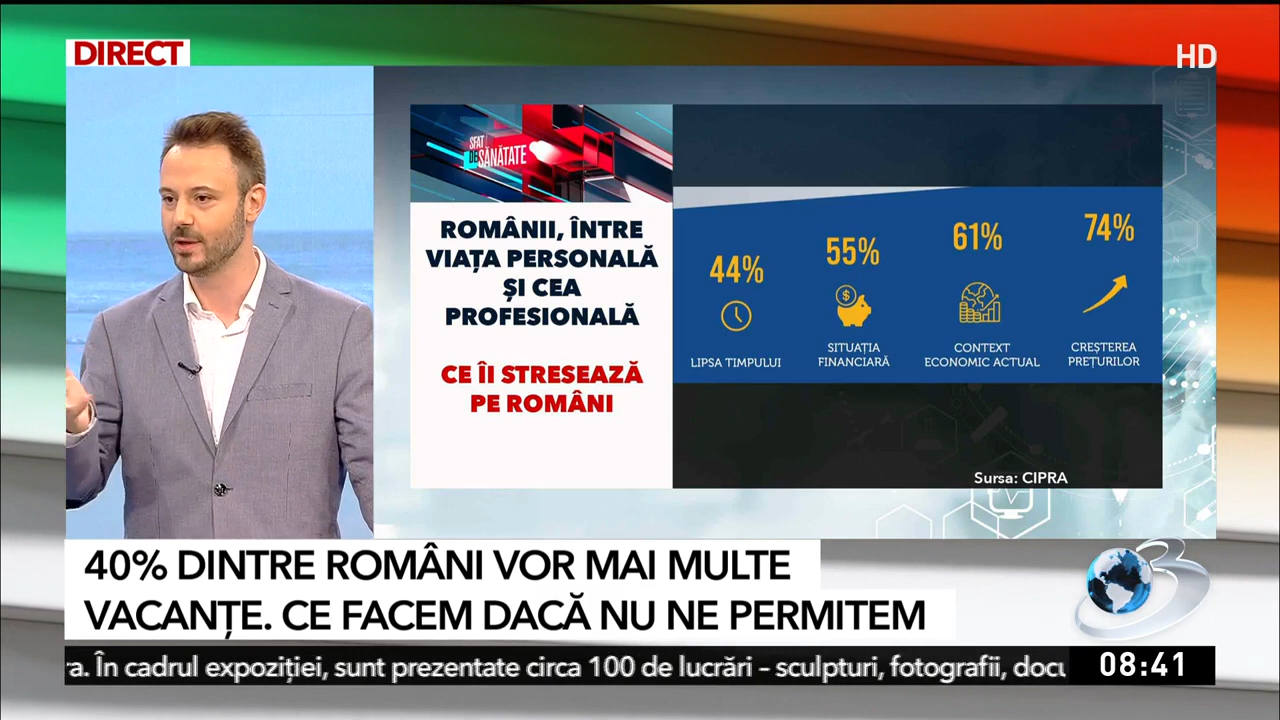 DIRECT
HD
SFAT
DE SĂNĂTATE
ROMÂNII, ÎNTRE
VIAȚA PERSONALĂ
ȘI CEA
PROFESIONALĂ
CE ÎI STRESEAZĂ
PE ROMÂNI
44%
LIPSA TIMPULUI
55%
$
SITUAȚIA
FINANCIARĂ
61%
CONTEXT
ECONOMIC ACTUAL
74%
CREȘTEREA
PREȚURILOR
Sursa: CIPRA
40% DINTRE ROMÂNI VOR MAI MULTE
VACANȚE. CE FACEM DACĂ NU NE PERMITEM
3
ra. În cadrul expoziției, sunt prezentate circa 100 de lucrări – sculpturi, fotografii, docu
08:41